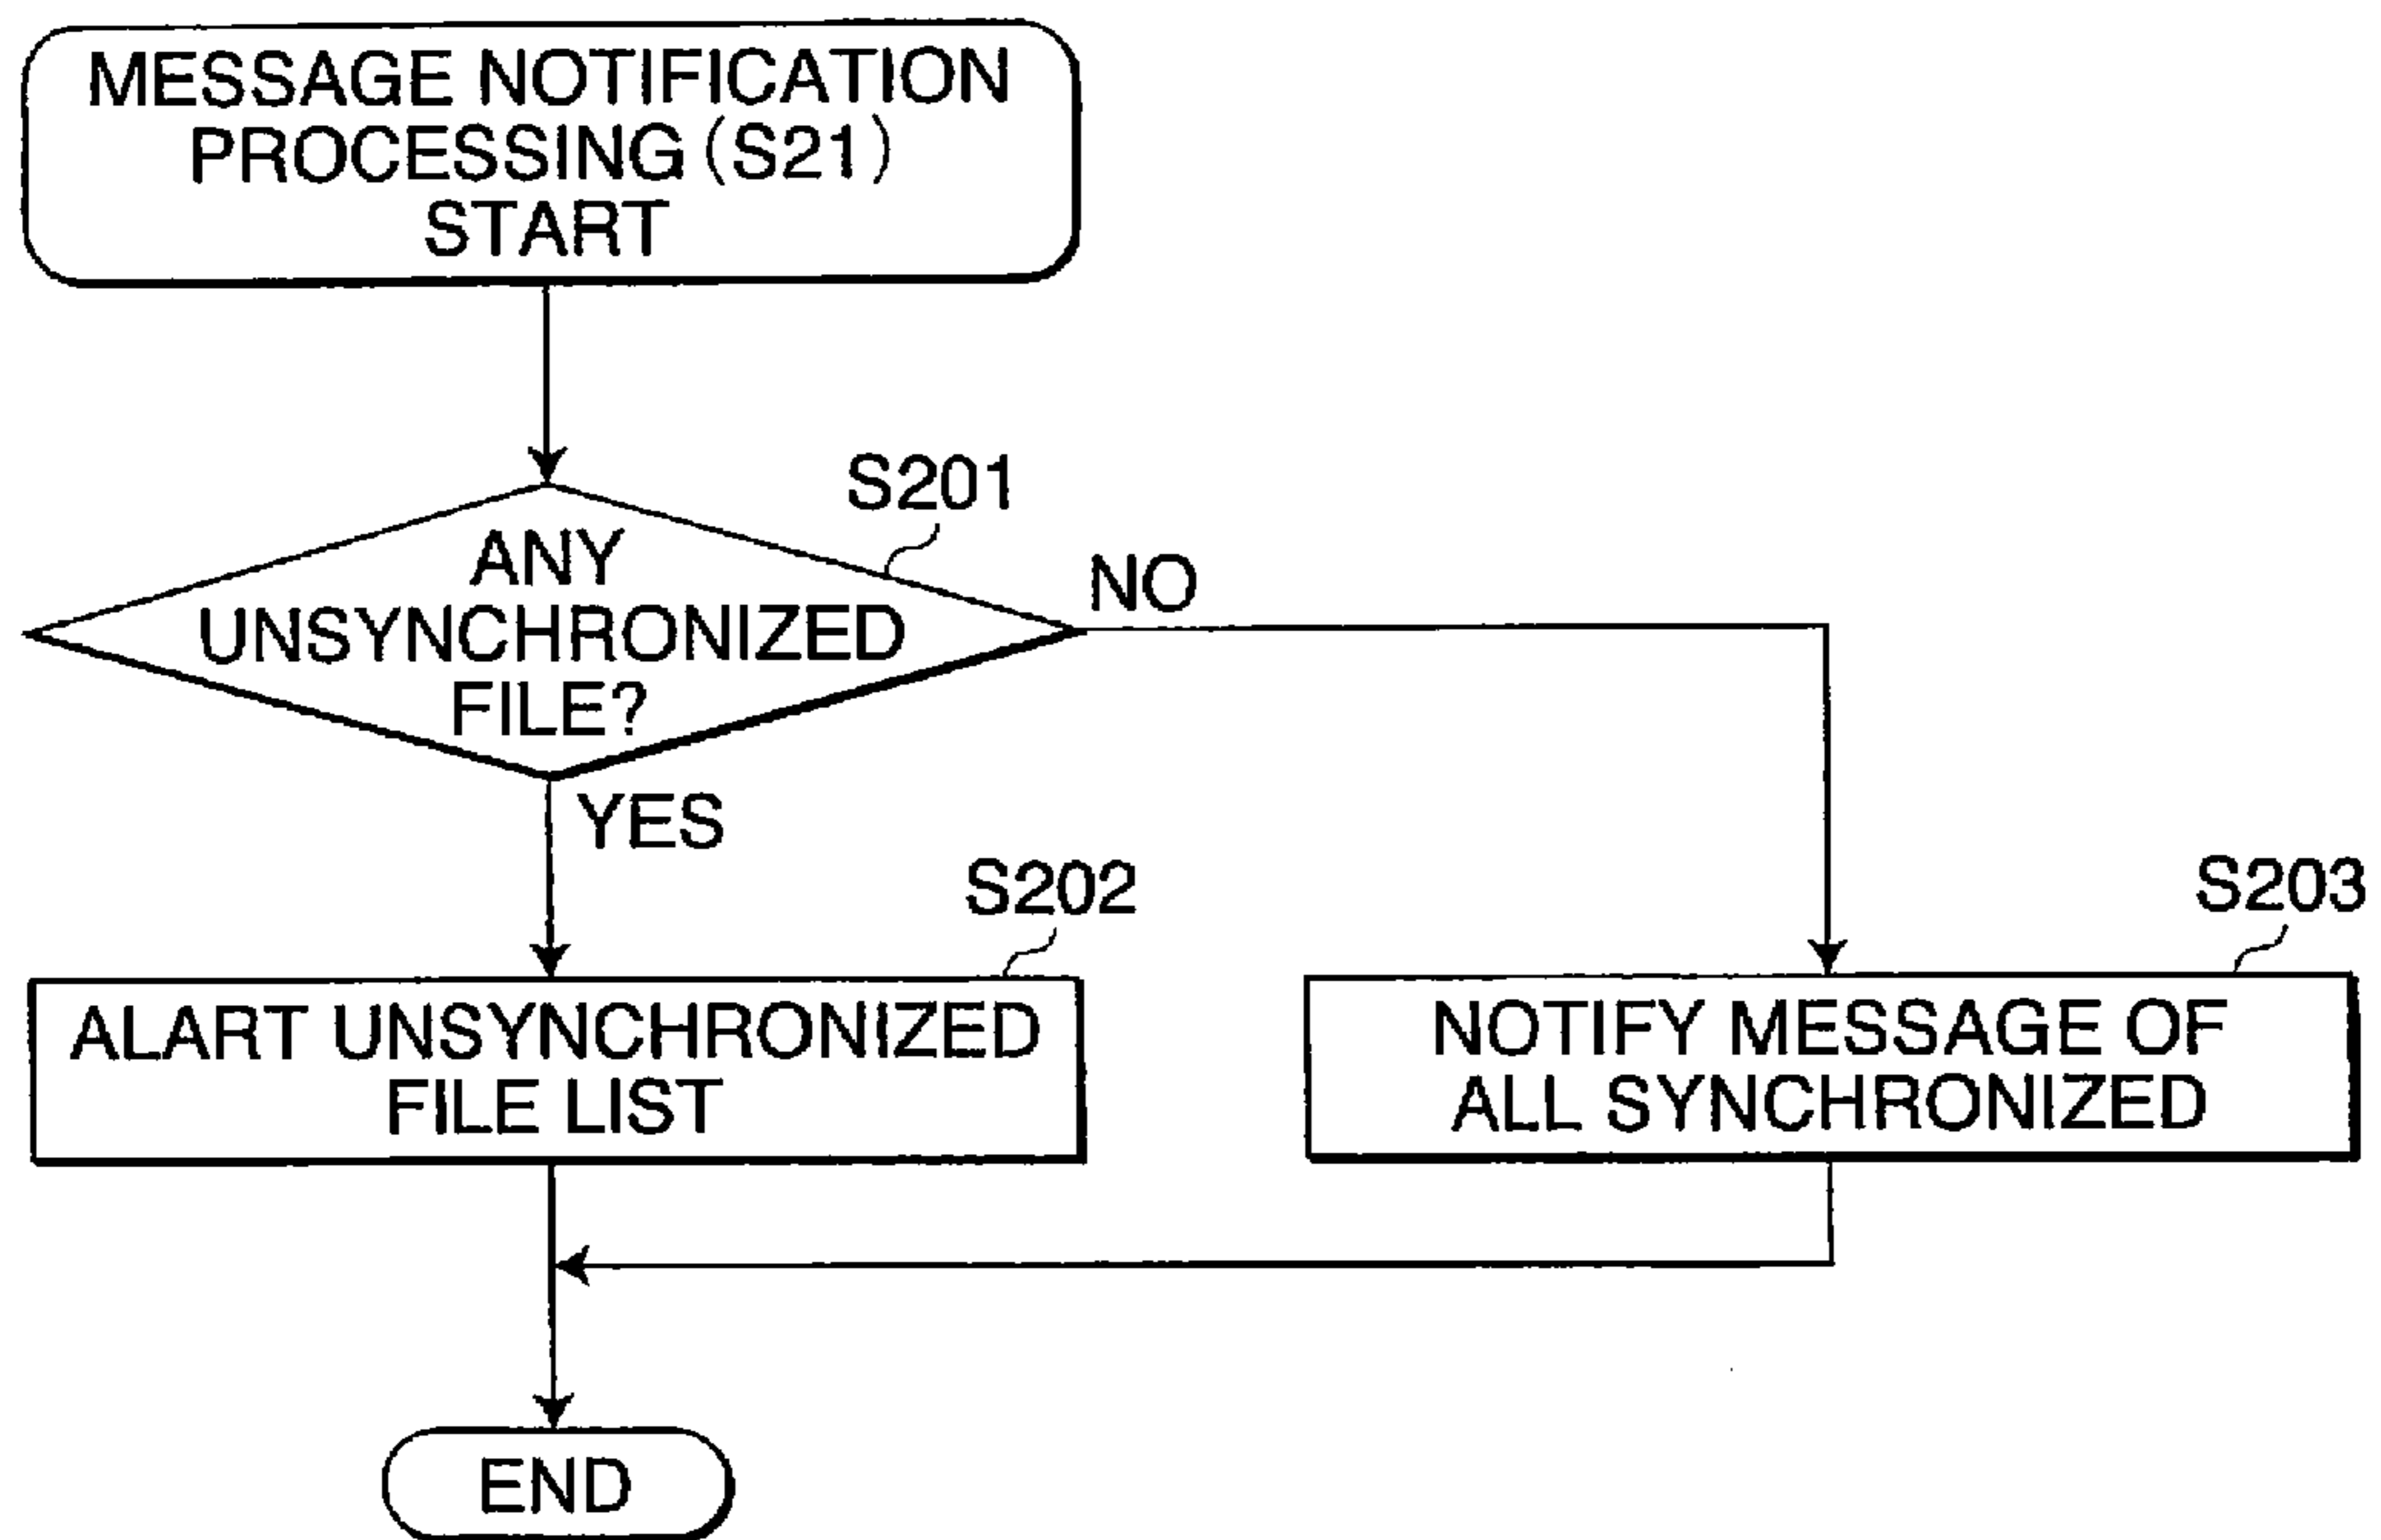 MESSAGE NOTIFICATION
PROCESSING (S21)
START
S201
ANY
UNSYNCHRONIZED
FILE?
NO
YES
S202
ALART UNSYNCHRONIZED
FILE LIST
S203
NOTIFY MESSAGE OF
ALL SYNCHRONIZED
END